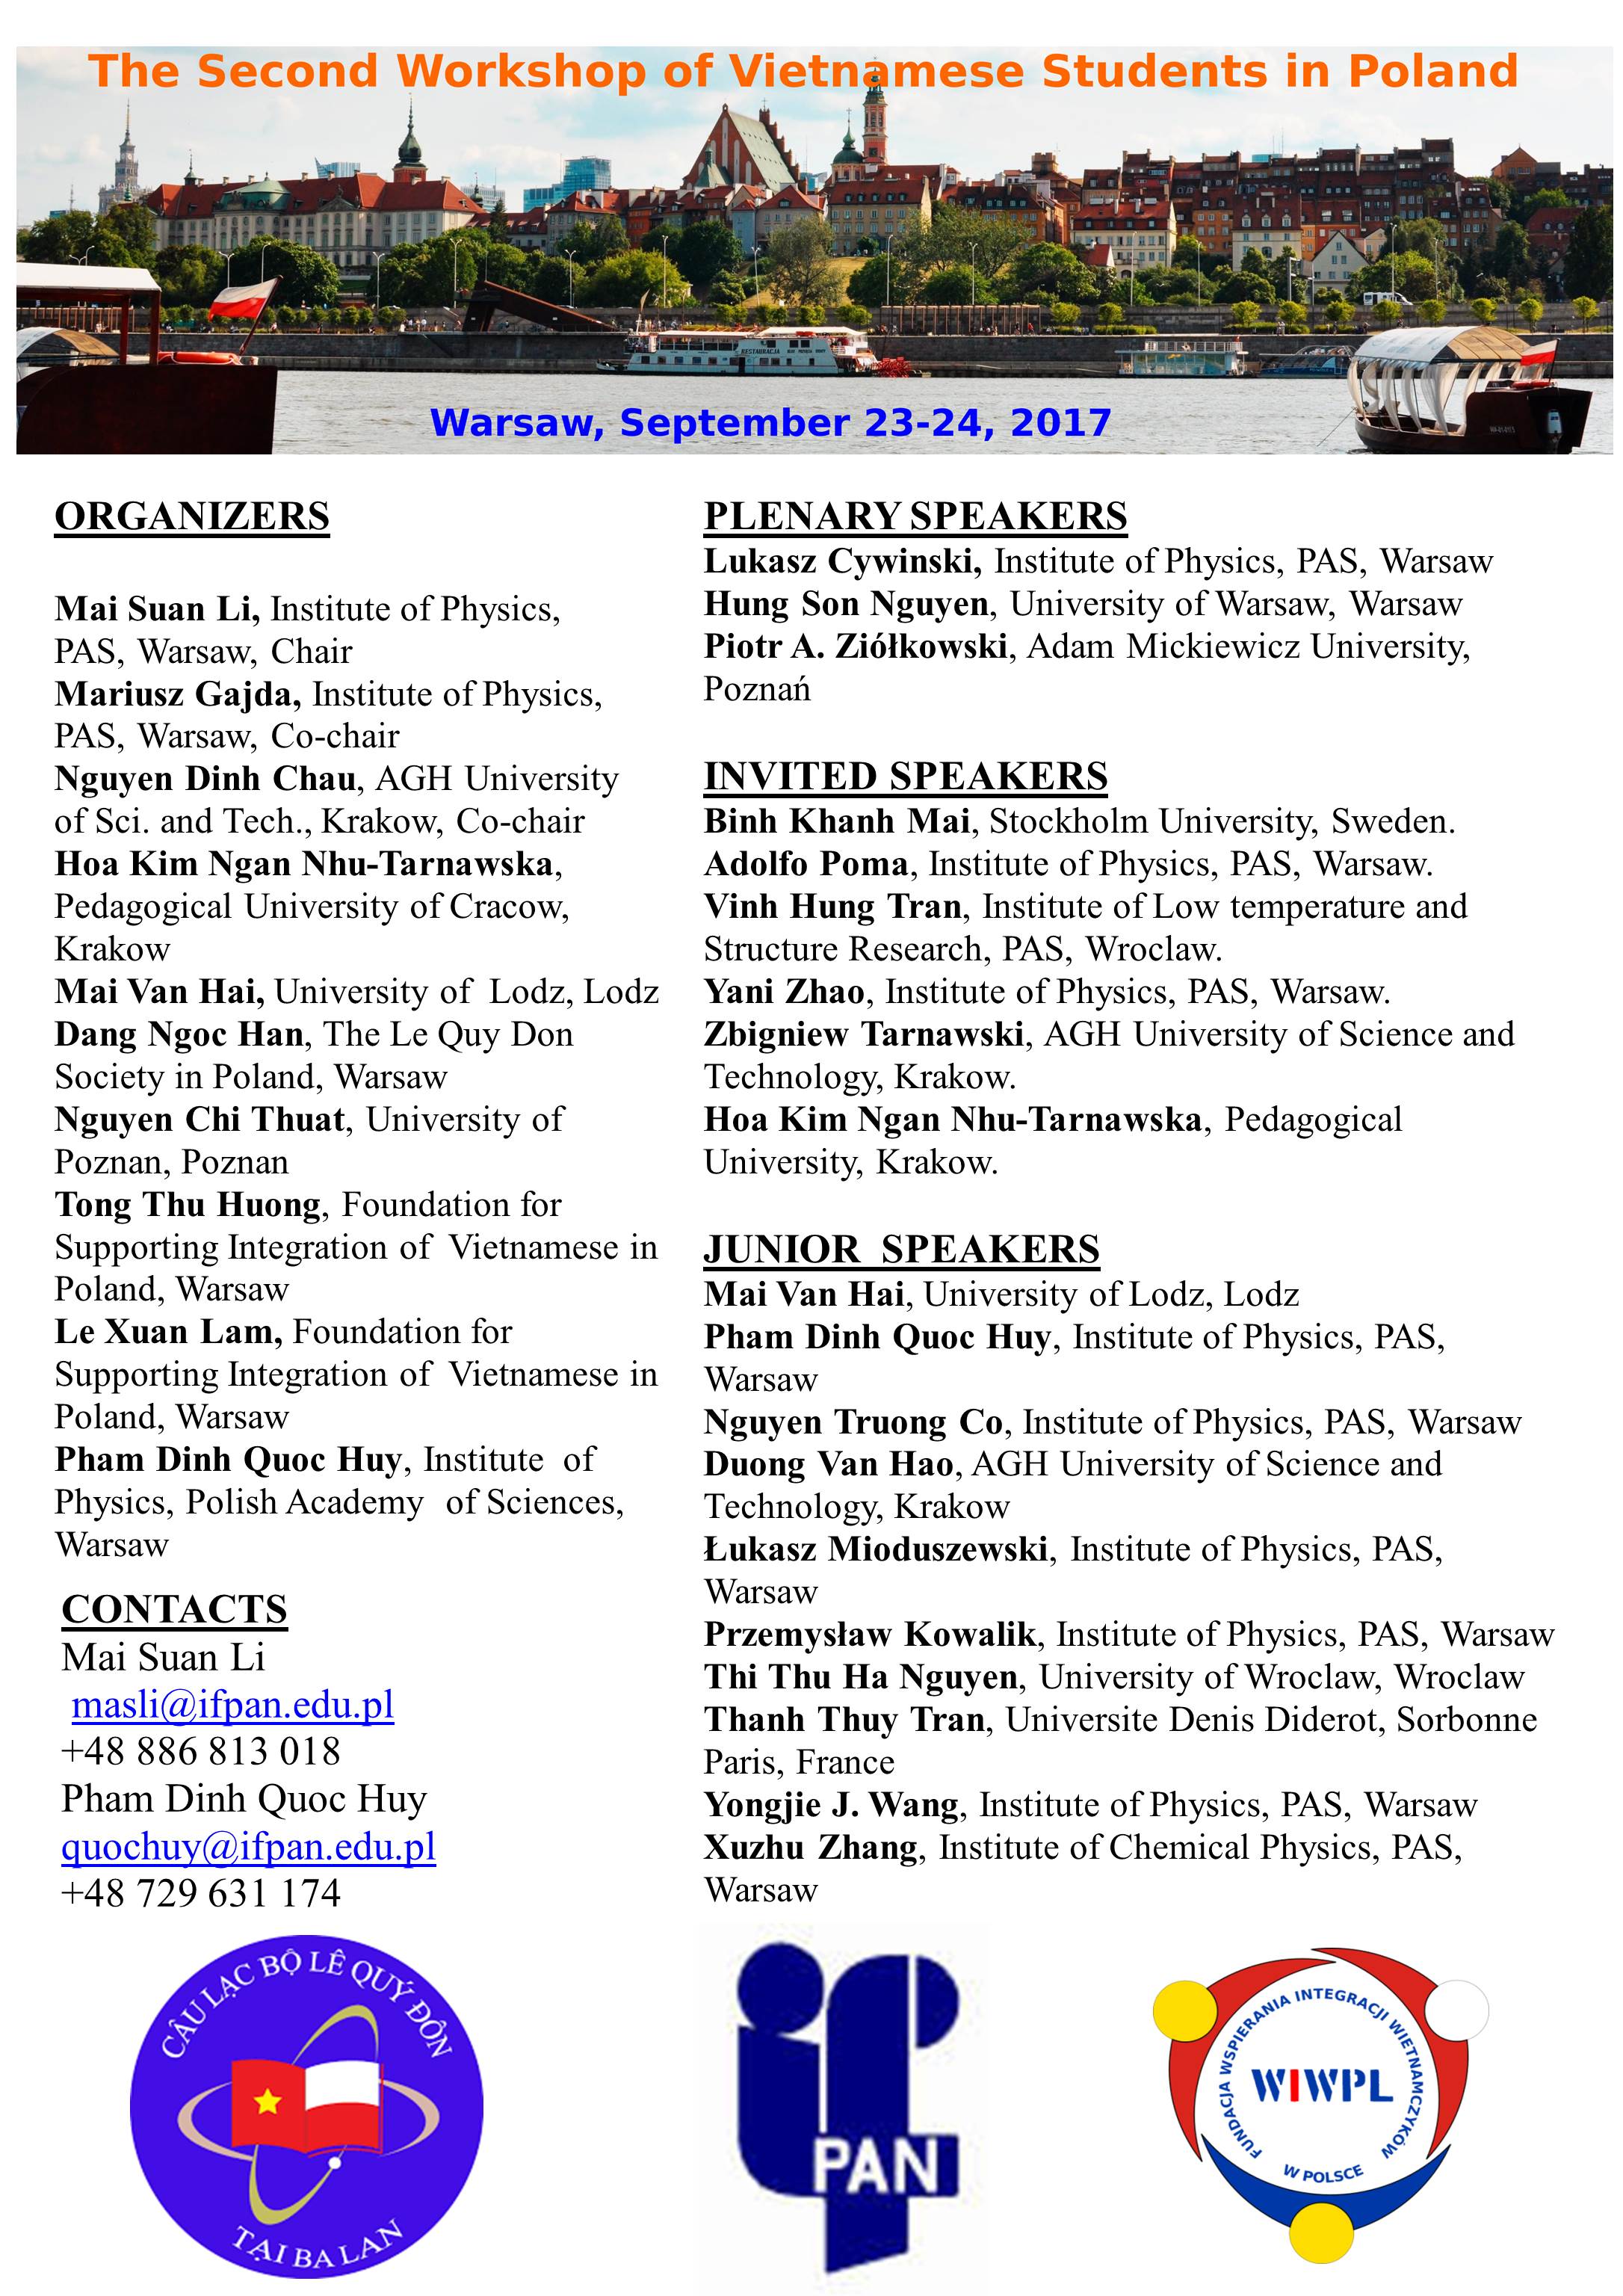 The Second Workshop of Vietnamese Students in Poland
RESTAURACJA
Warsaw, September 23-24, 2017
ORGANIZERS
Mai Suan Li, Institute of Physics,
PAS, Warsaw, Chair
Mariusz Gajda, Institute of Physics,
PAS, Warsaw, Co-chair
Nguyen Dinh Chau, AGH University
of Sci. and Tech., Krakow, Co-chair
Hoa Kim Ngan Nhu-Tarnawska,
Pedagogical University of Cracow,
Krakow
Mai Van Hai, University of Lodz, Lodz
Dang Ngoc Han, The Le Quy Don
Society in Poland, Warsaw
Nguyen Chi Thuat, University of
Poznan, Poznan
Tong Thu Huong, Foundation for
Supporting Integration of Vietnamese in
Poland, Warsaw
Le Xuan Lam, Foundation for
Supporting Integration of Vietnamese in
Poland, Warsaw
Pham Dinh Quoc Huy, Institute of
Physics, Polish Academy of Sciences,
Warsaw
CONTACTS
Mai Suan Li
masli@ifpan.edu.pl
+48 886 813 018
Pham Dinh Quoc Huy
quochuy@ifpan.edu.pl
+48 729 631 174
PLENARY SPEAKERS
Lukasz Cywinski, Institute of Physics, PAS, Warsaw
Hung Son Nguyen, University of Warsaw, Warsaw
Piotr A. Ziółkowski, Adam Mickiewicz University,
Poznań
INVITED SPEAKERS
Binh Khanh Mai, Stockholm University, Sweden.
Adolfo Poma, Institute of Physics, PAS, Warsaw.
Vinh Hung Tran, Institute of Low temperature and
Structure Research, PAS, Wroclaw.
Yani Zhao, Institute of Physics, PAS, Warsaw.
Zbigniew Tarnawski, AGH University of Science and
Technology, Krakow.
Hoa Kim Ngan Nhu-Tarnawska, Pedagogical
University, Krakow.
JUNIOR SPEAKERS
Mai Van Hai, University of Lodz, Lodz
Pham Dinh Quoc Huy, Institute of Physics, PAS,
Warsaw
Nguyen Truong Co, Institute of Physics, PAS, Warsaw
Duong Van Hao, AGH University of Science and
Technology, Krakow
Łukasz Mioduszewski, Institute of Physics, PAS,
Warsaw
Przemysław Kowalik, Institute of Physics, PAS, Warsaw
Thi Thu Ha Nguyen, University of Wroclaw, Wroclaw
Thanh Thuy Tran, Universite Denis Diderot, Sorbonne
Paris, France
Yongjie J. Wang, Institute of Physics, PAS, Warsaw
Xuzhu Zhang, Institute of Chemical Physics, PAS,
Warsaw
CÂU LẠC BỘ LÊ QUÝ ĐÔN
TẠI BA LAN
if
PAN
FUNDACJA WSPIERANIA INTEGRACJI WIETNAMCZYKÓW
WIWPL
W POLSCE